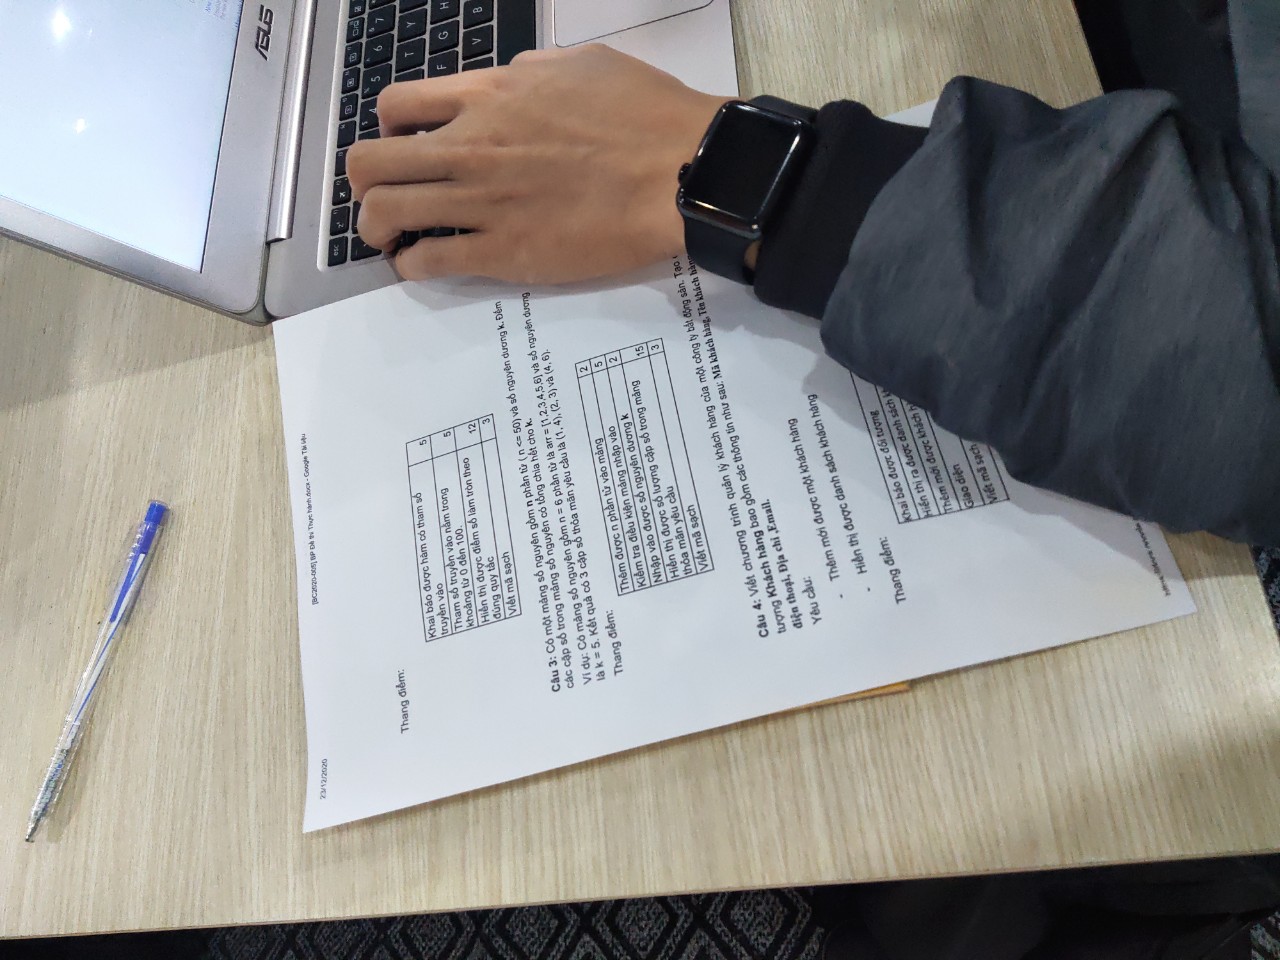 ASUS
23/12/2020
[BC2020-005] BP Đề thi Thực hành.docx - Google Tài liệu
Thang điểm:
Khai báo được hàm có tham số 5
truyền vào
Tham số truyền vào nằm trong 5
khoảng từ 0 đến 100.
Hiển thị được điểm số làm tròn theo 12
đúng quy tắc
Viết mã sạch 3
Câu 3: Có một mảng số nguyên gồm n phần tử ( n <= 50) và số nguyên dương k. Đếm
các cặp số trong mảng số nguyên có tổng chia hết cho k.
Ví dụ: Có mảng số nguyên gồm n = 6 phần tử là arr = [1,2,3,4,5,6] và số nguyên dương
là k = 5. Kết quả có 3 cặp số thỏa mãn yêu cầu là (1, 4), (2, 3) và (4, 6).
Thang điểm:
Thêm được n phần tử vào mảng 2
Kiểm tra điều kiện mảng nhập vào 5
Nhập vào được số nguyên dương k 2
Hiển thị được số lượng cặp số trong mảng 15
thỏa mãn yêu cầu
Viết mã sạch 3
Câu 4: Viết chương trình quản lý khách hàng của một công ty bất động sản. Tạo
tượng Khách hàng bao gồm các thông tin như sau: Mã khách hàng, Tên khách hàng
điện thoại, Địa chỉ Email.
Yêu cầu:
- Thêm mới được một khách hàng
- Hiển thị được danh sách khách hàng
Thang điểm:
Khai báo được đối tượng
Hiển thị ra được danh sách
Thêm mới được khách
Giao diện
Viết mã sạch